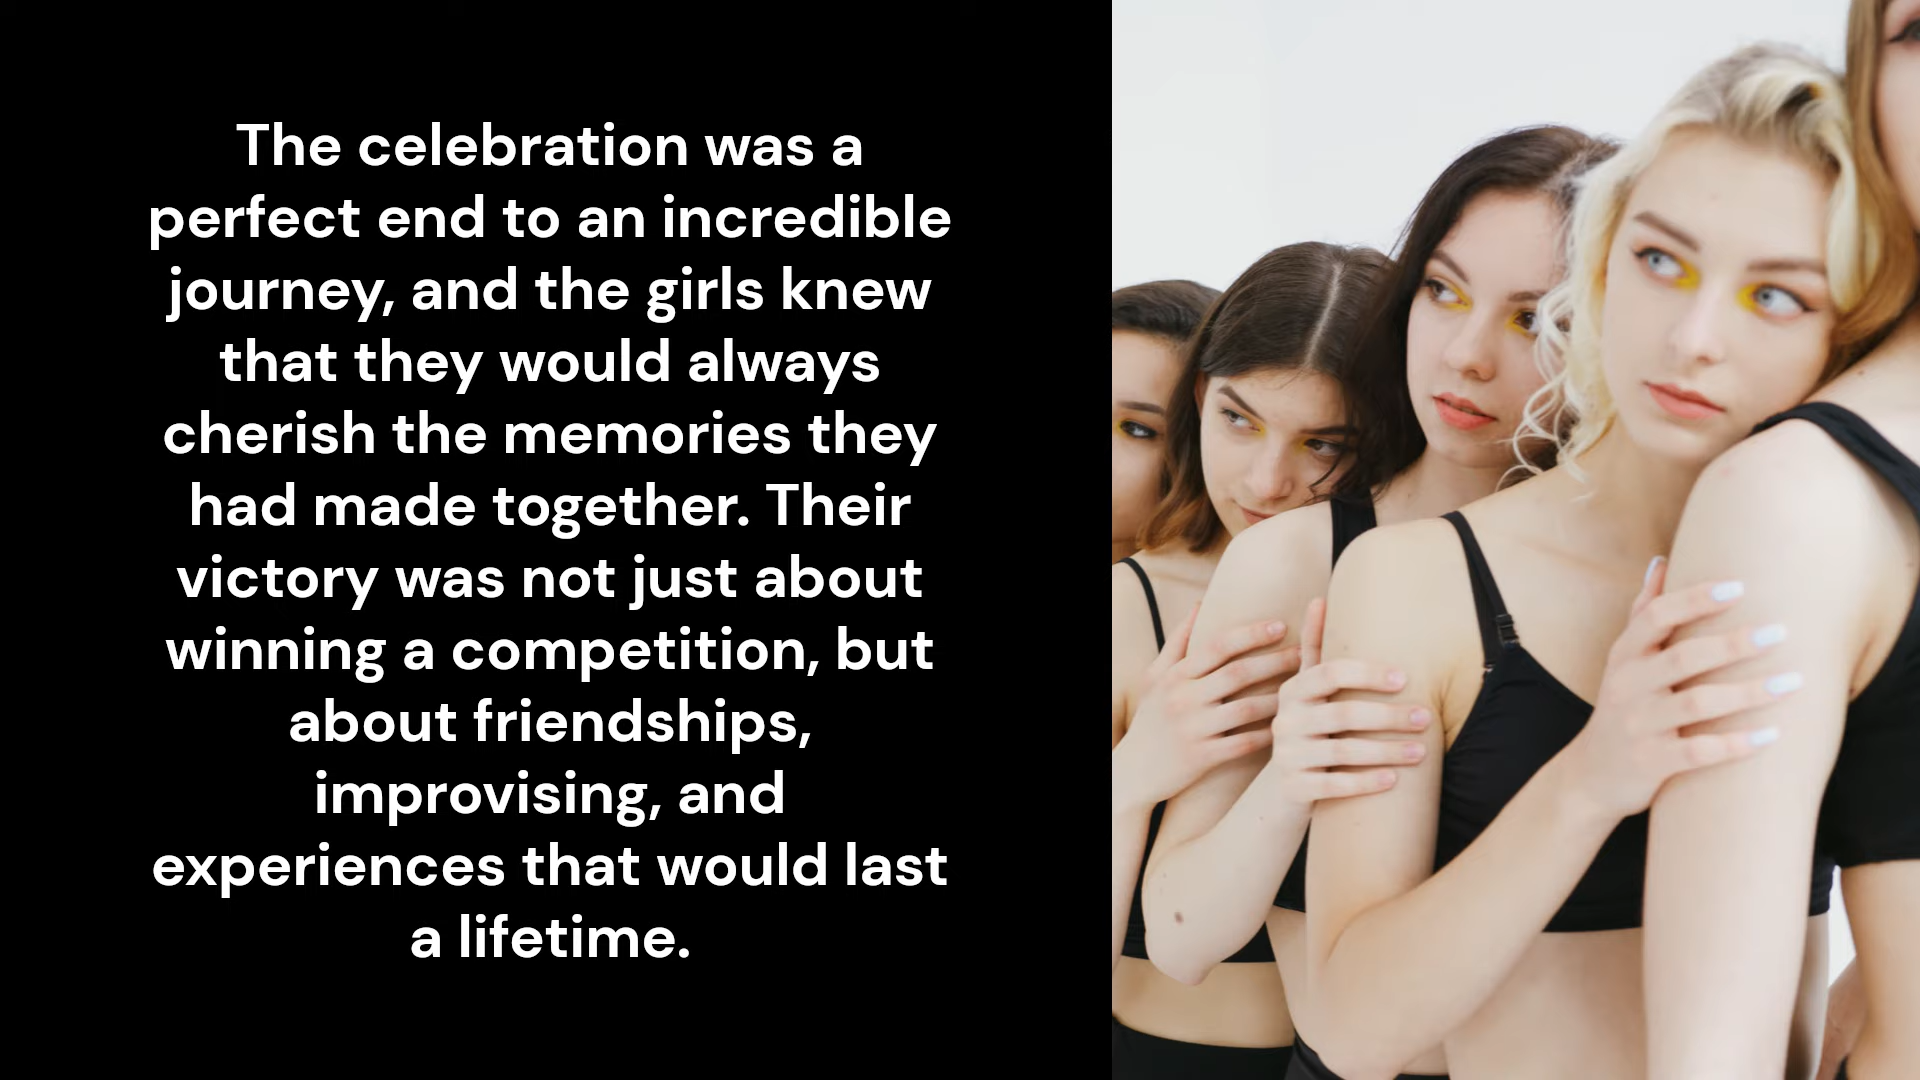 The celebration was a
perfect end to an incredible
journey, and the girls knew
that they would always
cherish the memories they
had made together. Their
victory was not just about
winning a competition, but
about friendships,
improvising, and
experiences that would last
a lifetime.